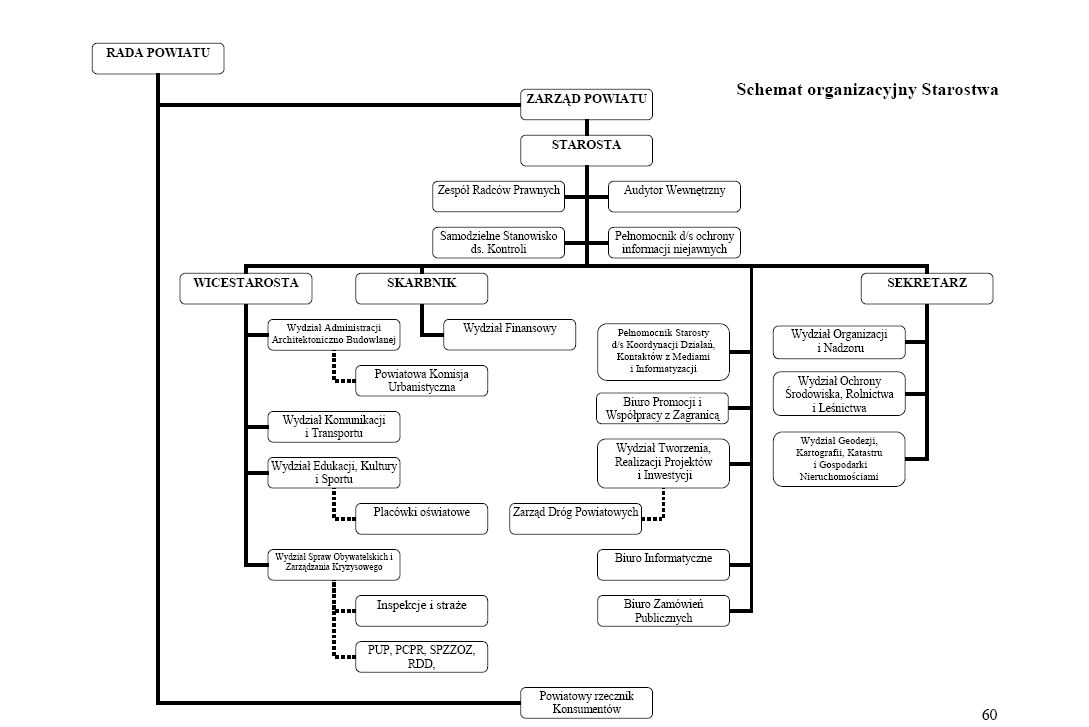 RADA POWIATU
Schemat organizacyjny Starostwa
ZARZĄD POWIATU
STAROSTA
Zespół Radców Prawnych
Audytor Wewnętrzny
Samodzielne Stanowisko
ds. Kontroli
Pełnomocnik d/s ochrony
informacji niejawnych
WICESTAROSTA
SKARBNIK
SEKRETARZ
Wydział Administracji
Architektoniczno Budowlanej
Powiatowa Komisja
Urbanistyczna
Wydział Komunikacji
i Transportu
Wydział Edukacji, Kultury
i Sportu
Placówki oświatowe
Wydział Spraw Obywatelskich i
Zarządzania Kryzysowego
Inspekcje i straże
PUP, PCPR, SPZZOZ,
RDD,
Wydział Finansowy
Pełnomocnik Starosty
d/s Koordynacji Działań,
Kontaktów z Mediami
i Informatyzacji
Biuro Promocji i
Współpracy z Zagranicą
Wydział Tworzenia,
Realizacji Projektów
i Inwestycji
Zarząd Dróg Powiatowych
Biuro Informatyczne
Biuro Zamówień
Publicznych
Wydział Organizacji
i Nadzoru
Wydział Ochrony
Środowiska, Rolnictwa
i Leśnictwa
Wydział Geodezji,
Kartografii, Katastru
i Gospodarki
Nieruchomościami
Powiatowy rzecznik
Konsumentów
60